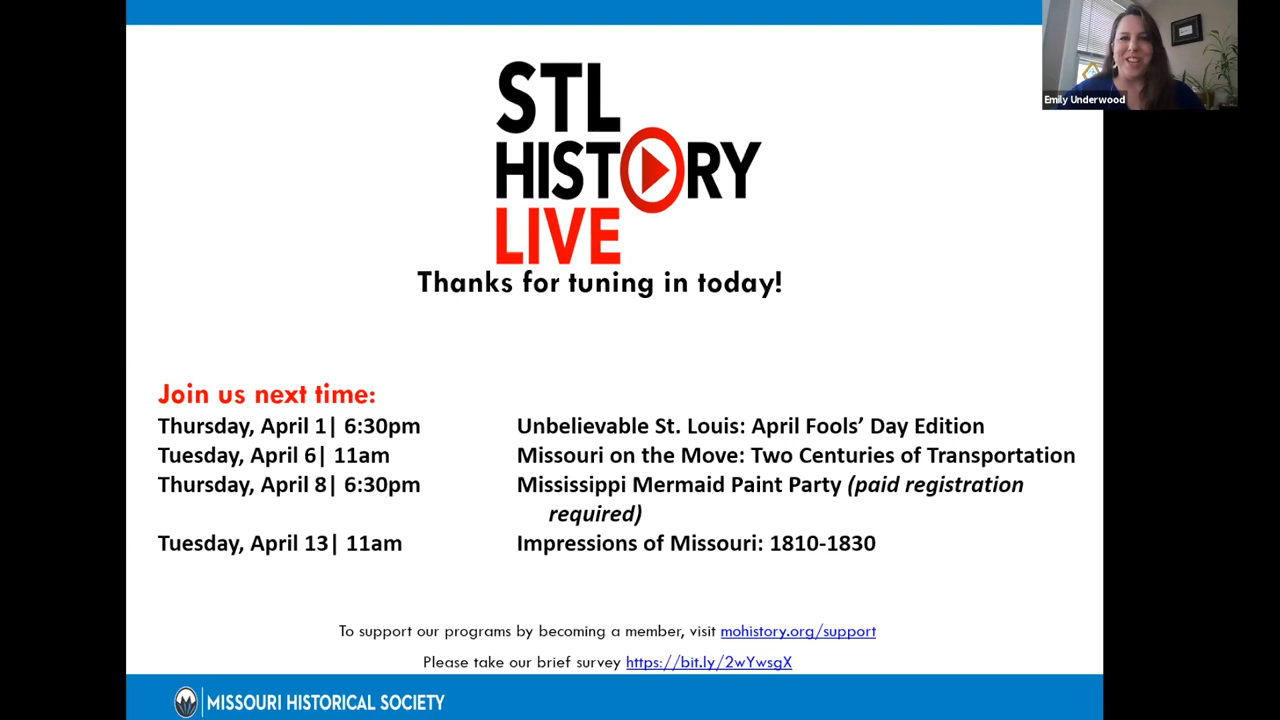 Emily Underwood
STL
HISTORY
LIVE
Thanks for tuning in today!
Join us next time:
Thursday, April 1| 6:30pm Unbelievable St. Louis: April Fools’ Day Edition
Tuesday, April 6| 11am Missouri on the Move: Two Centuries of Transportation
Thursday, April 8| 6:30pm Mississippi Mermaid Paint Party (paid registration
required)
Tuesday, April 13| 11am Impressions of Missouri: 1810-1830
To support our programs by becoming a member, visit mohistory.org/support
Please take our brief survey https://bit.ly/2wYwsgX
MISSOURI HISTORICAL SOCIETY